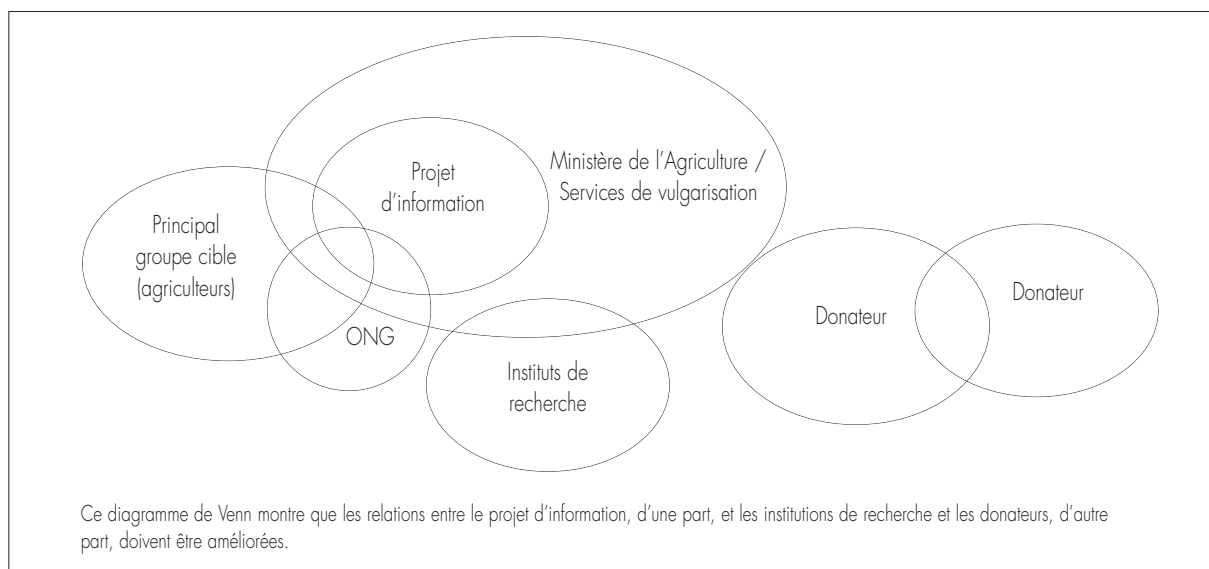 Projet
d’information
Ministère de l’Agriculture /
Services de vulgarisation
Principal
groupe cible
(agriculteurs)
ONG
Instituts de
recherche
Donateur
Donateur
Ce diagramme de Venn montre que les relations entre le projet d’information, d’une part, et les institutions de recherche et les donateurs, d’autre
part, doivent être améliorées.